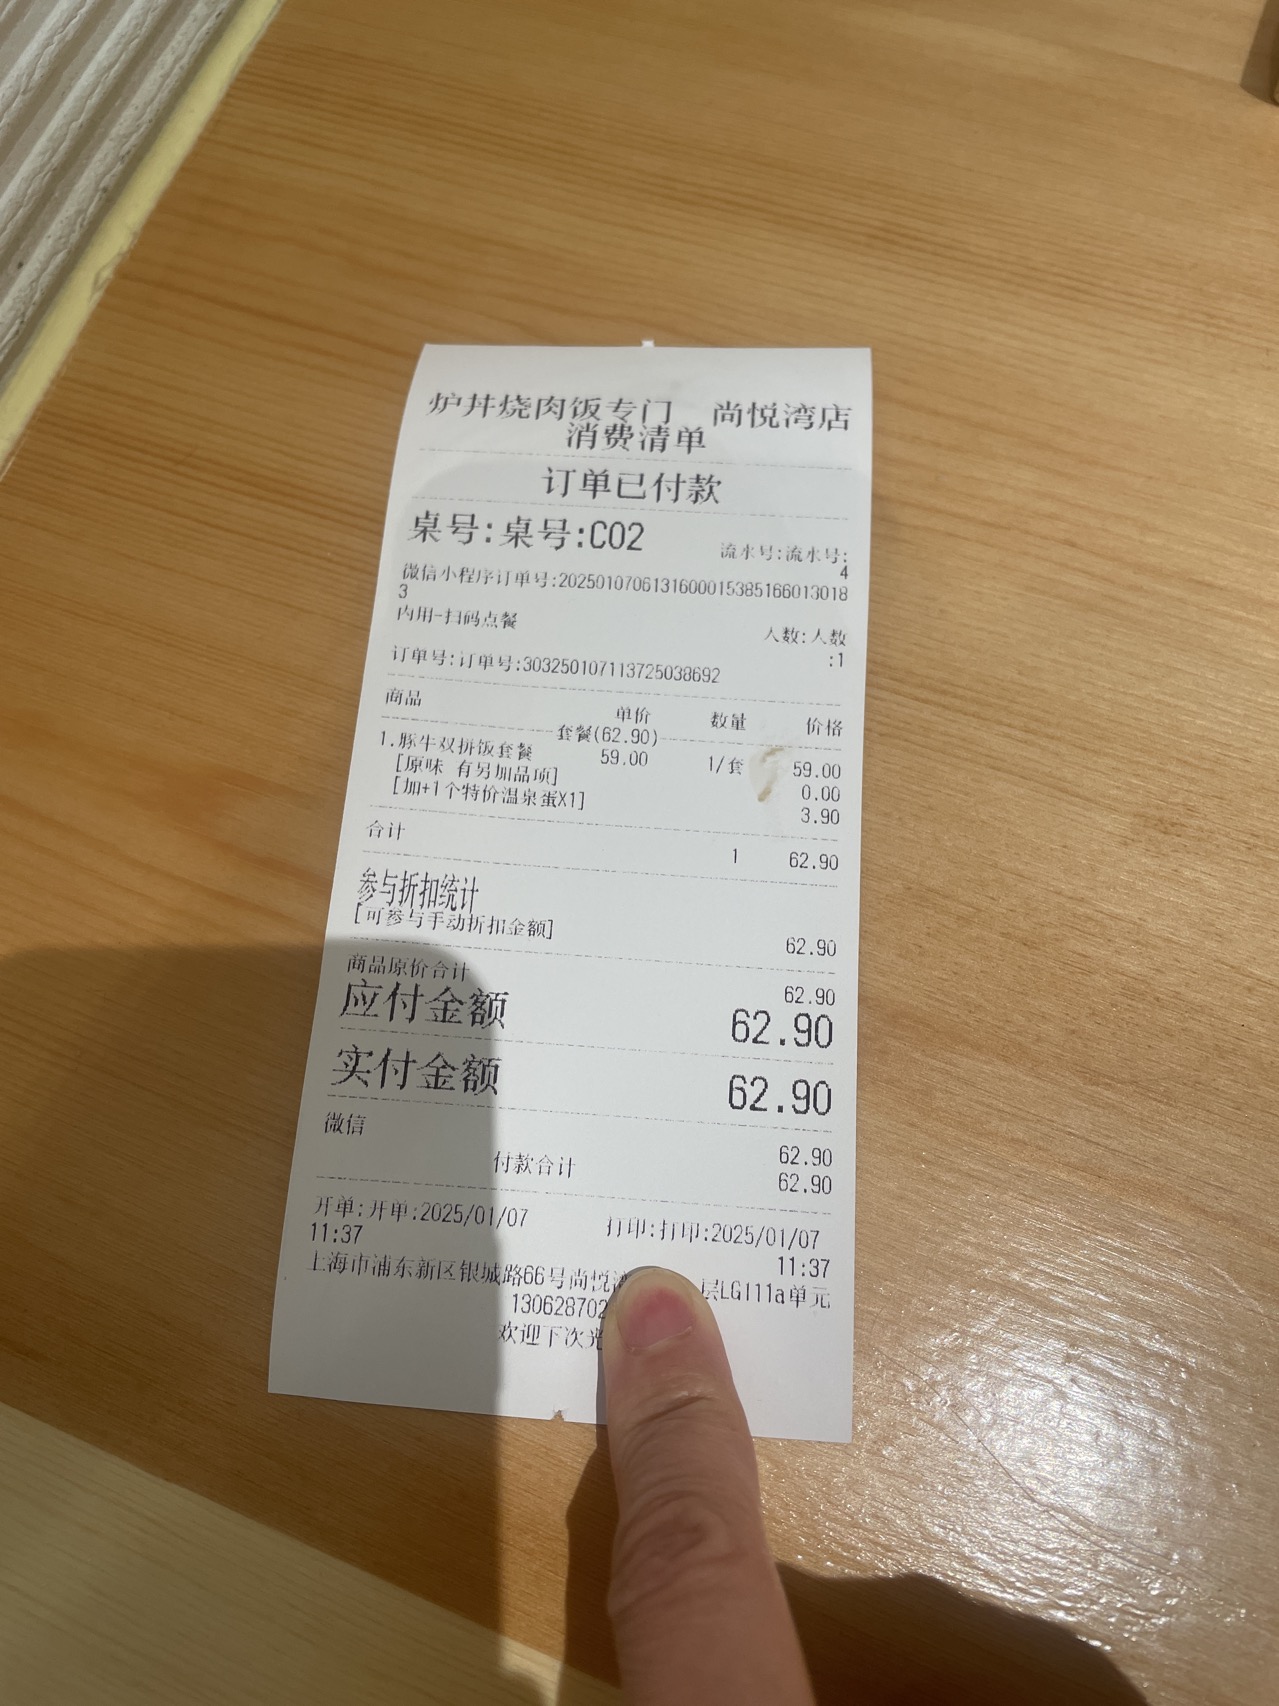 炉丼烧肉饭专门 尚悦湾店
消费清单
订单已付款
桌号:桌号:C02
流水号:流水号:
4
微信小程序订单号:2025010706131600015385166013018
3
内用-扫码点餐
人数:人数
:1
订单号:订单号:303250107113725038692
商品 单价 数量 价格
套餐(62.90)
1.豚牛双拼饭套餐 59.00 1/套 59.00
[原味 有另加品项] 0.00
[加+1个特价温泉蛋X1] 3.90
合计 1 62.90
参与折扣统计
[可参与手动折扣金额] 62.90
商品原价合计 62.90
应付金额 62.90
实付金额 62.90
微信 62.90
付款合计 62.90
开单:开单:2025/01/07 打印:打印:2025/01/07
11:37 11:37
上海市浦东新区银城路66号尚悦 层LG111a单元
13062870
欢迎下次